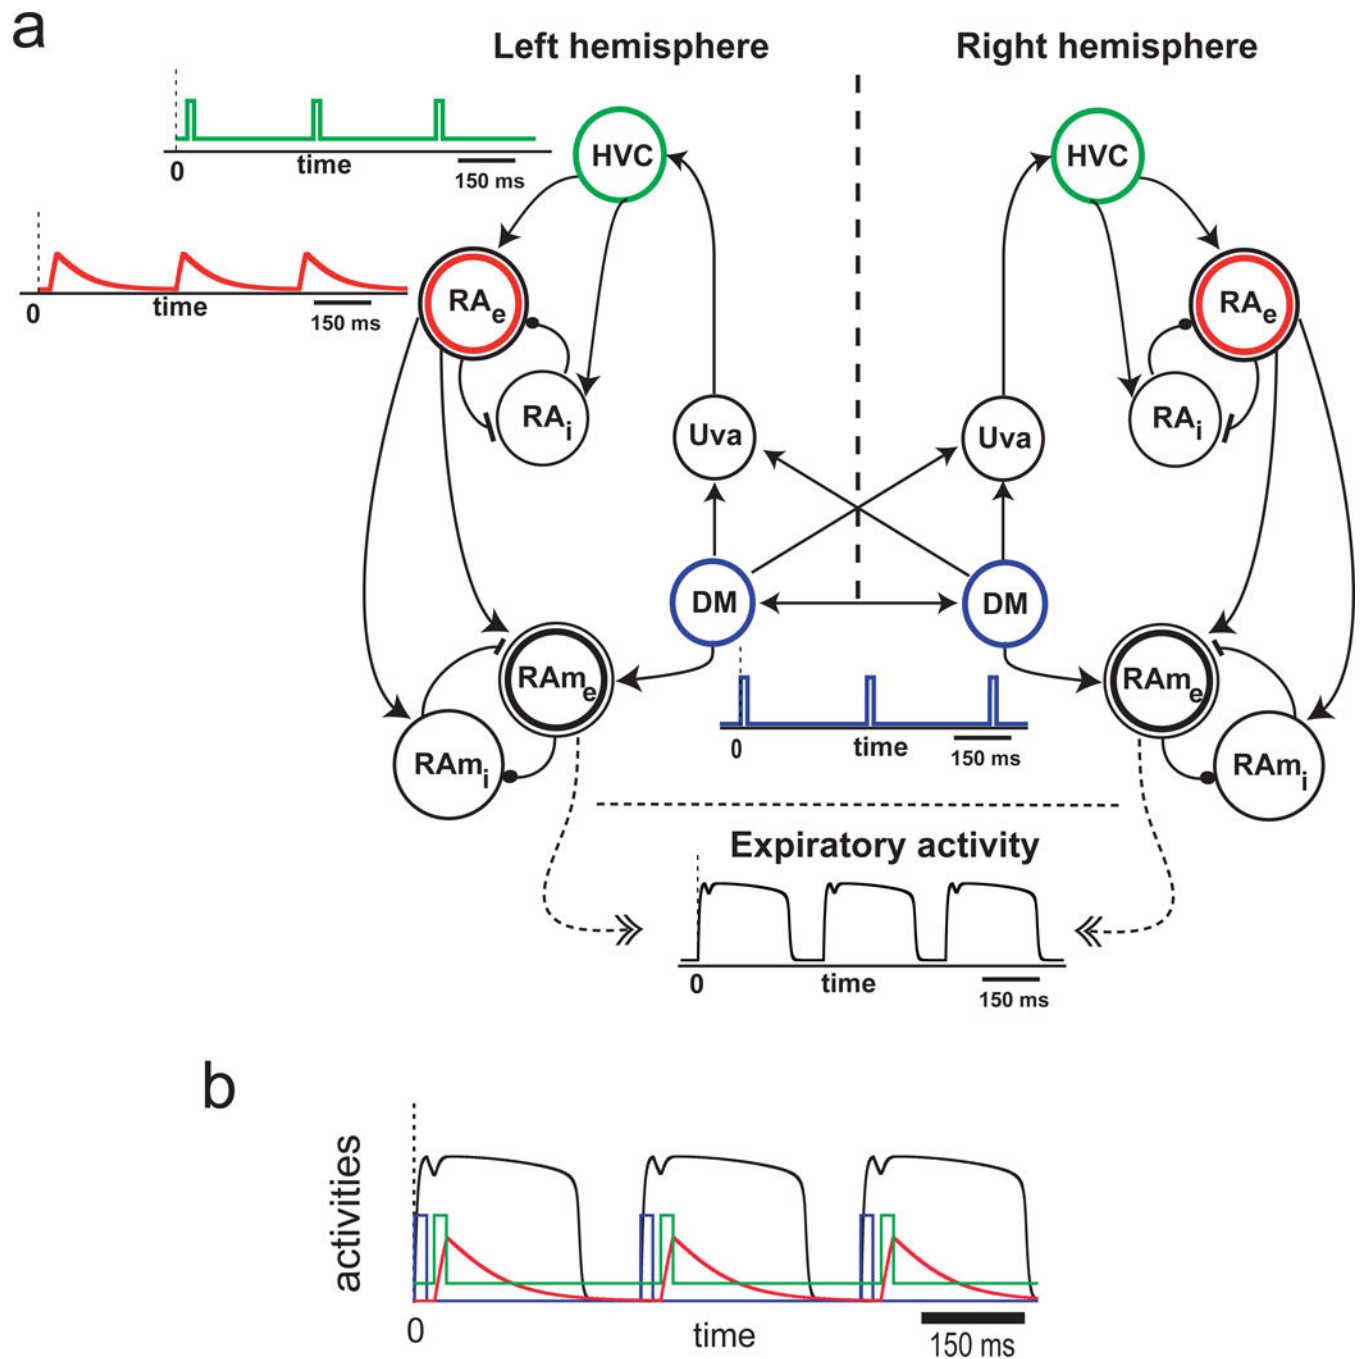 a
Left hemisphere
Right hemisphere
HVC
HVC
0
time
150 ms
RAe
RAe
0
time
150 ms
RAi
RAi
Uva
Uva
DM
DM
RAme
RAme
0
time
150 ms
RAmi
RAmi
Expiratory activity
0
time
150 ms
b
activities
0
time
150 ms